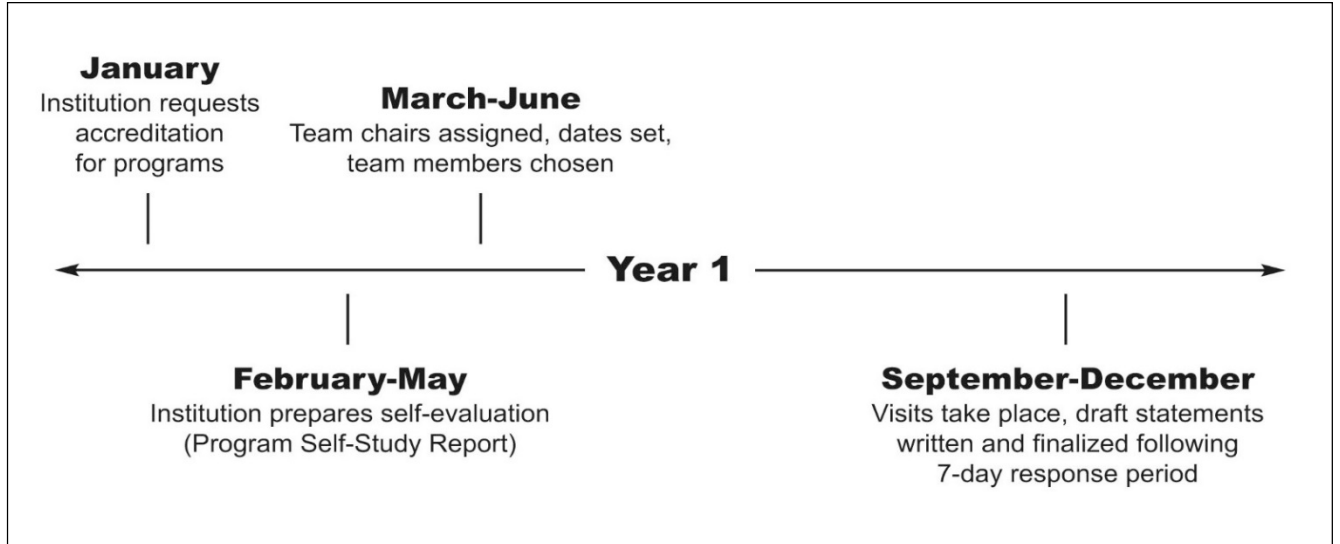 January
Institution requests
accreditation
for programs
March-June
Team chairs assigned, dates set,
team members chosen
Year 1
February-May
Institution prepares self-evaluation
(Program Self-Study Report)
September-December
Visits take place, draft statements
written and finalized following
7-day response period